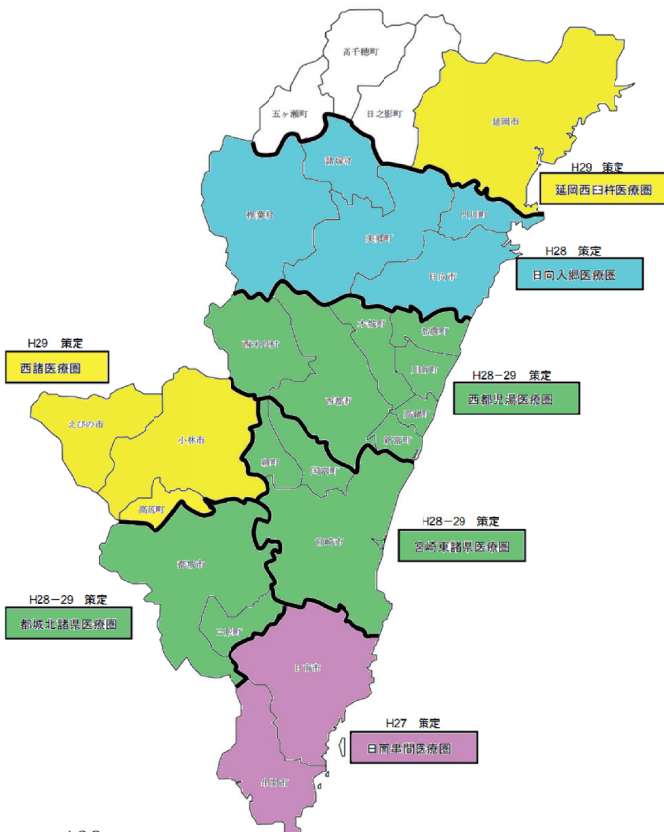 高千穂町
五ヶ瀬町
日之影町
延岡市
H29 策定
延岡西臼杵医療圏
諸塚村
椎葉村
美郷町
門川町
日向市
H28 策定
日向入郷医療圏
西米良村
木城町
都農町
川南町
西都市
高鍋町
新富町
H28-29 策定
西都児湯医療圏
H29 策定
西諸医療圏
えびの市
小林市
高原町
綾町
国富町
宮崎市
H28-29 策定
宮崎東諸県医療圏
都城市
三股町
H28-29 策定
都城北諸県医療圏
日南市
串間市
H27 策定
日南串間医療圏